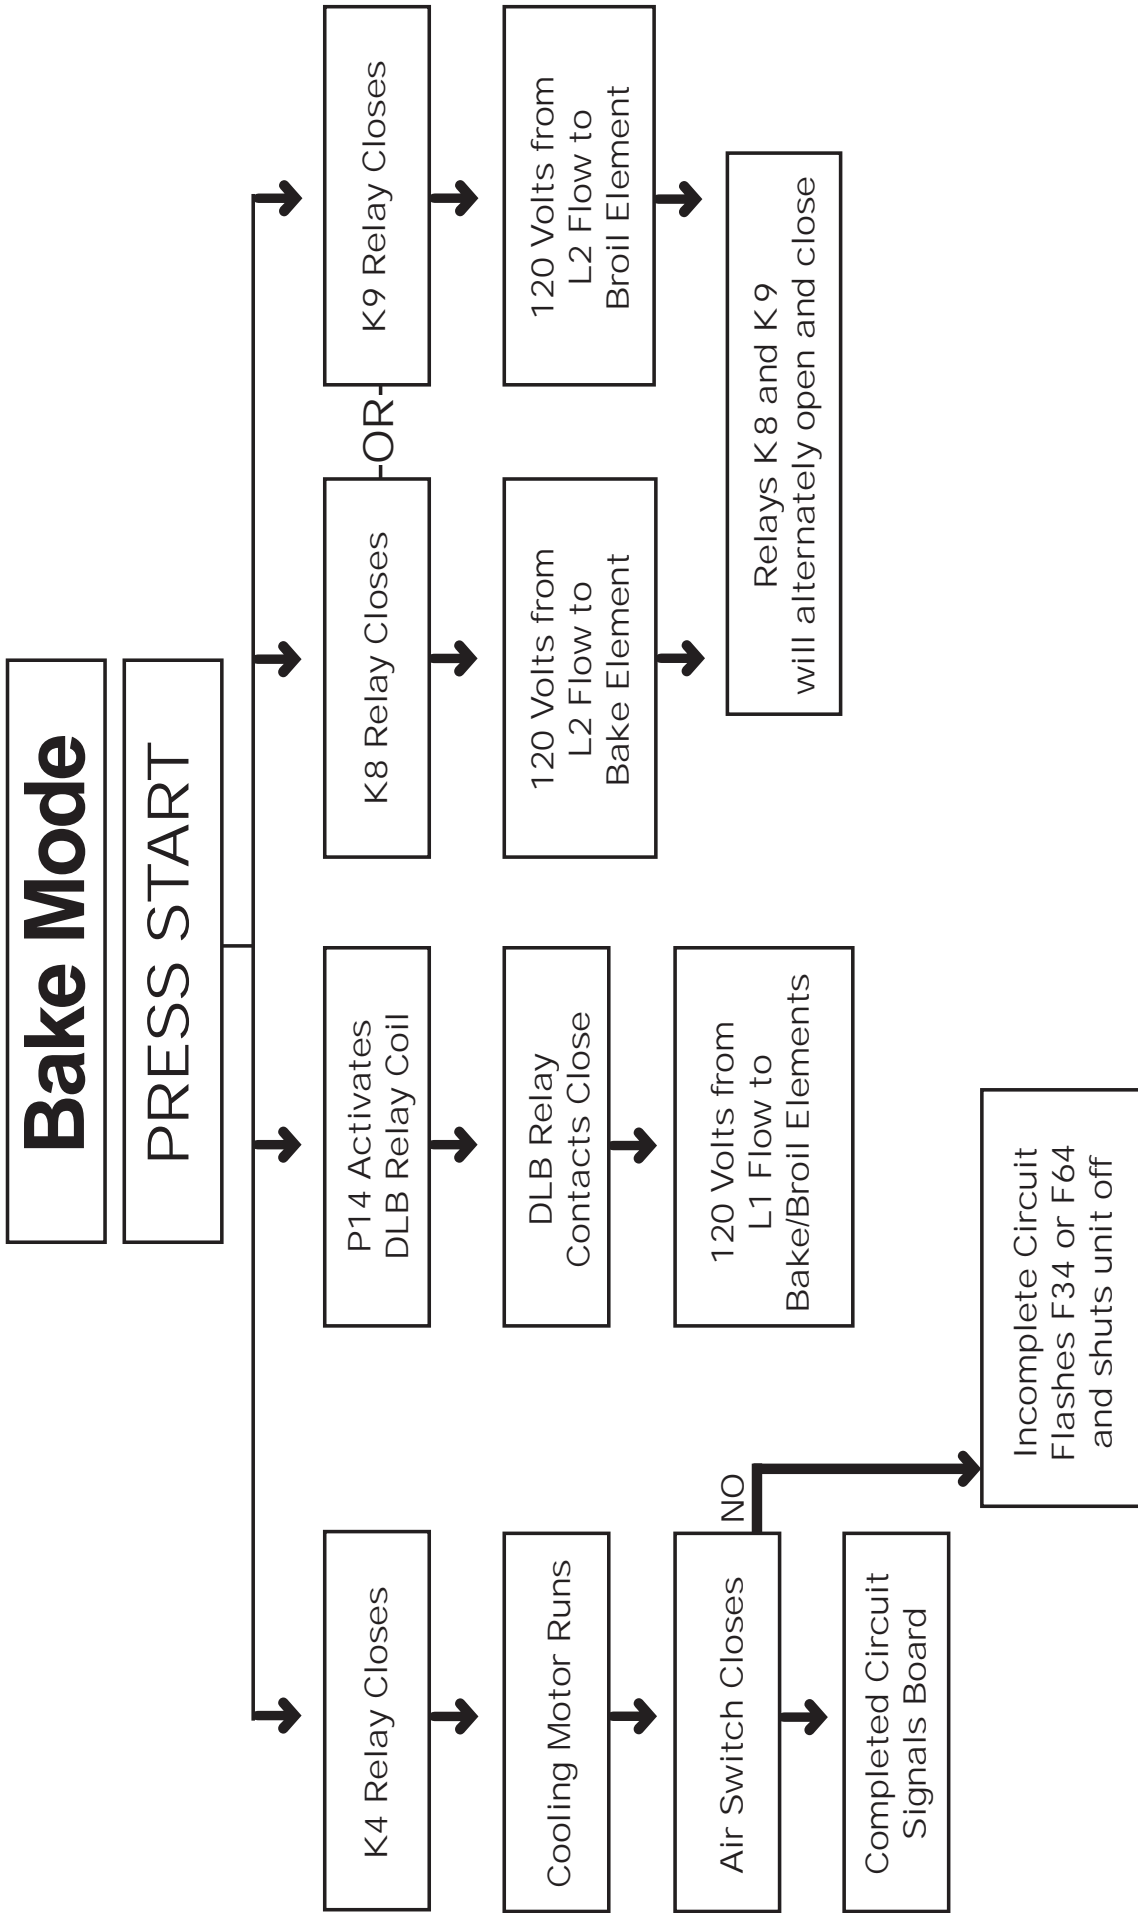 Bake Mode
PRESS START
K4 Relay Closes
Cooling Motor Runs
Air Switch Closes
NO
Completed Circuit
Signals Board
Incomplete Circuit
Flashes F34 or F64
and shuts unit off
P14 Activates
DLB Relay Coil
DLB Relay
Contacts Close
120 Volts from
L1 Flow to
Bake/Broil Elements
K8 Relay Closes
OR
K9 Relay Closes
120 Volts from
L2 Flow to
Bake Element
120 Volts from
L2 Flow to
Broil Element
Relays K8 and K9
will alternately open and close